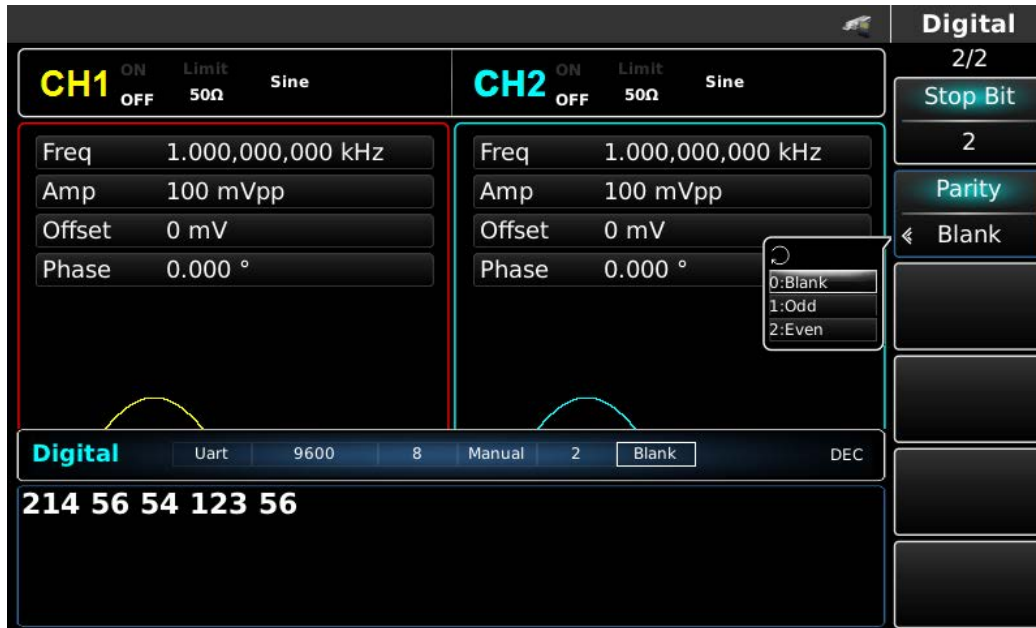 Digital
2/2
CH1 ON OFF Limit 50Ω Sine
CH2 ON OFF Limit 50Ω Sine
Stop Bit
2
Freq 1.000,000,000 kHz
Amp 100 mVpp
Offset 0 mV
Phase 0.000 °
Freq 1.000,000,000 kHz
Amp 100 mVpp
Offset 0 mV
Phase 0.000 °
Parity
Blank
0:Blank
1:Odd
2:Even
Digital Uart 9600 8 Manual 2 Blank DEC
214 56 54 123 56